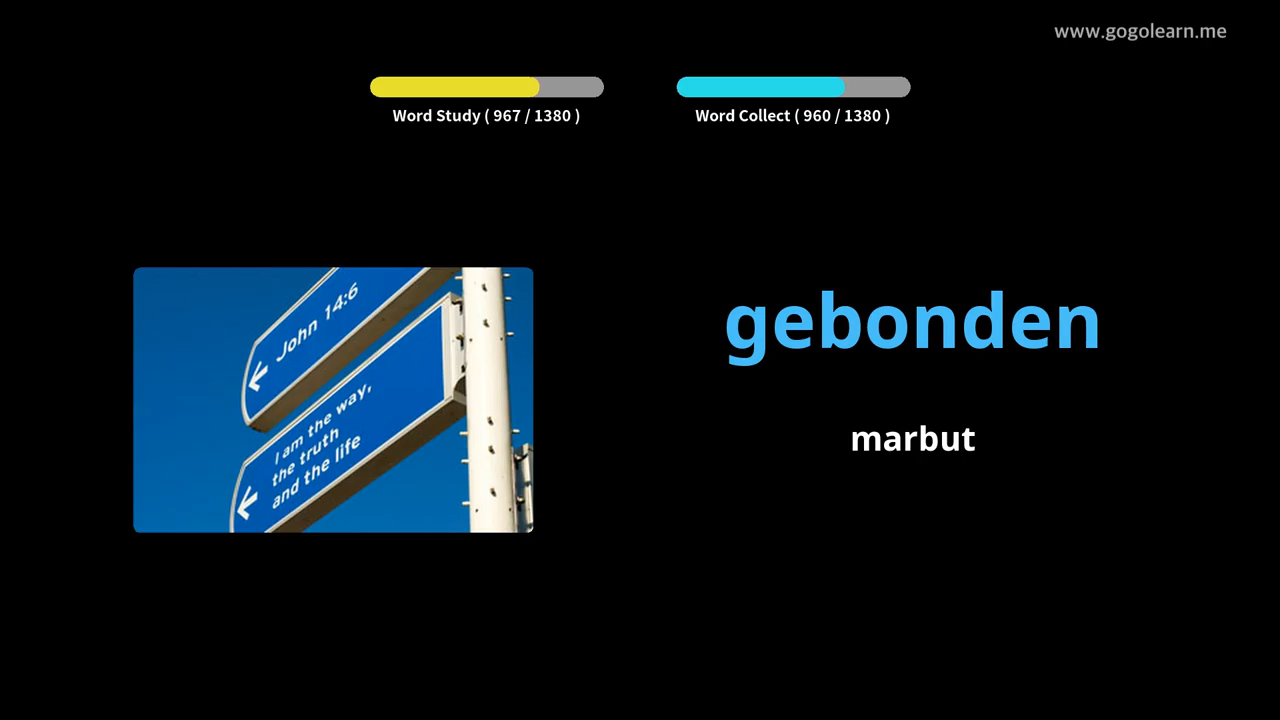 www.gogolearn.me
Word Study ( 967 / 1380 )
Word Collect ( 960 / 1380 )
John 14:6
I am the way,
the truth
and the life
gebonden
marbut